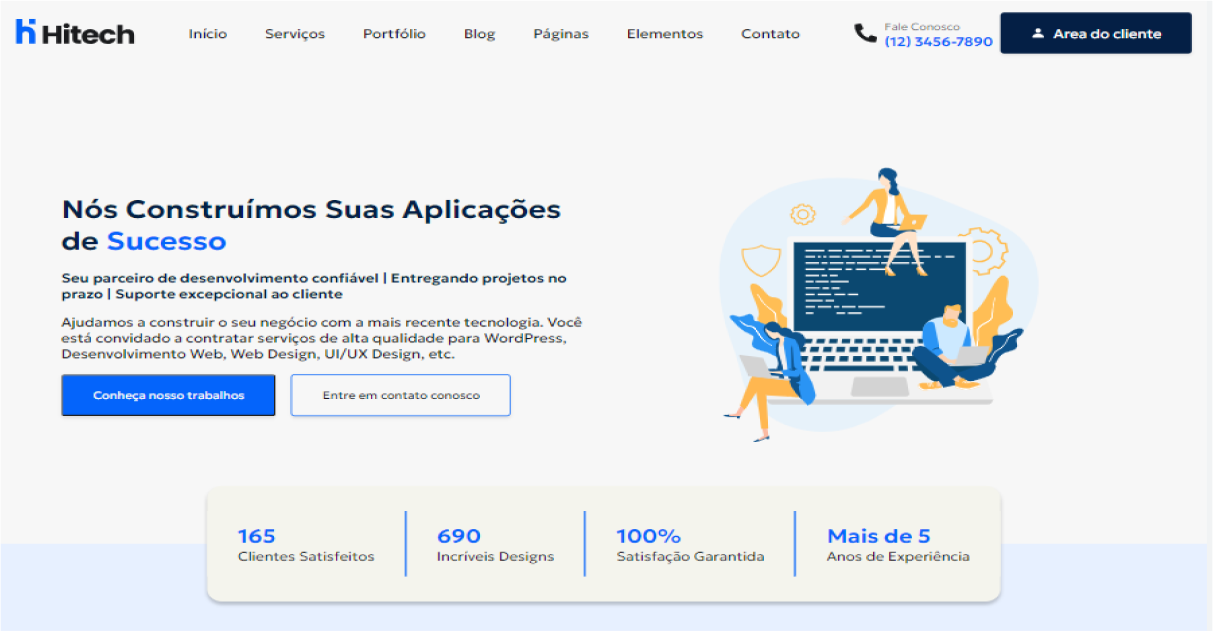 Hitech
Início Serviços Portfólio Blog Páginas Elementos Contato
Fale Conosco
(12) 3456-7890
Area do cliente
Nós Construímos Suas Aplicações
de Sucesso
Seu parceiro de desenvolvimento confiável | Entregando projetos no
prazo | Suporte excepcional ao cliente
Ajudamos a construir o seu negócio com a mais recente tecnologia. Você
está convidado a contratar serviços de alta qualidade para WordPress,
Desenvolvimento Web, Web Design, UI/UX Design, etc.
Conheça nosso trabalhos
Entre em contato conosco
165
Clientes Satisfeitos
690
Incríveis Designs
100%
Satisfação Garantida
Mais de 5
Anos de Experiência